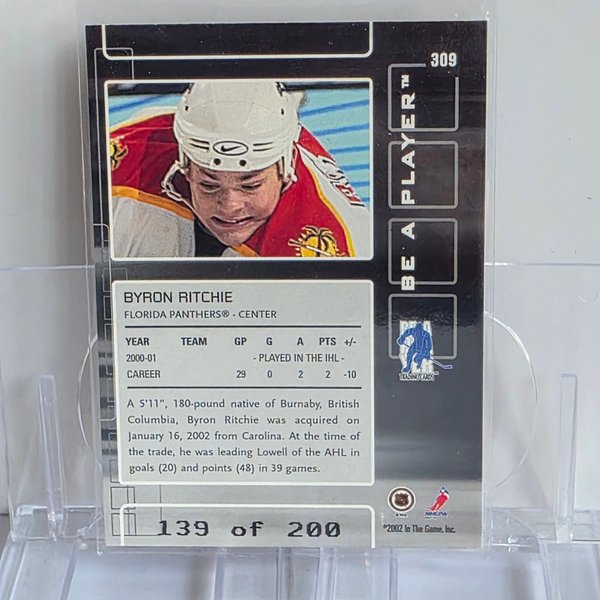 309
BE A PLAYER™
BYRON RITCHIE
FLORIDA PANTHERS® - CENTER
YEAR TEAM GP G A PTS +/-
2000-01 - PLAYED IN THE IHL -
CAREER 29 0 2 2 -10
A 5'11", 180-pound native of Burnaby, British
Columbia, Byron Ritchie was acquired on
January 16, 2002 from Carolina. At the time of
the trade, he was leading Lowell of the AHL in
goals (20) and points (48) in 39 games.
TRADING CARDS
NHLPA
©2002 In The Game, Inc.
139 of 200